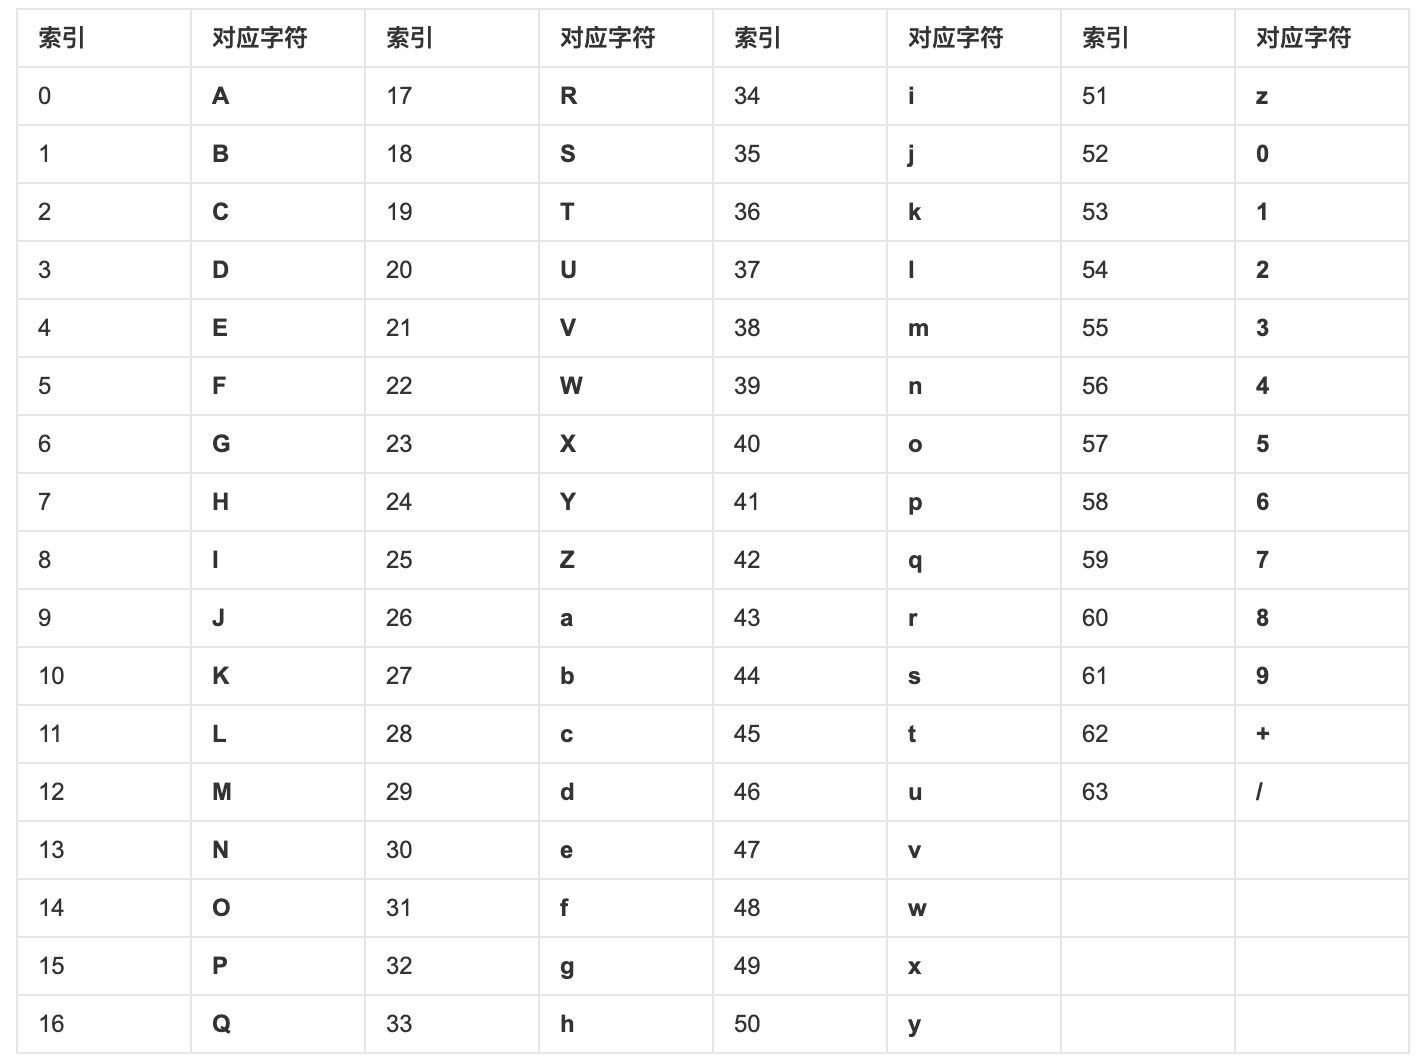 索引 对应字符 索引 对应字符 索引 对应字符 索引 对应字符
0 A 17 R 34 i 51 z
1 B 18 S 35 j 52 0
2 C 19 T 36 k 53 1
3 D 20 U 37 l 54 2
4 E 21 V 38 m 55 3
5 F 22 W 39 n 56 4
6 G 23 X 40 o 57 5
7 H 24 Y 41 p 58 6
8 I 25 Z 42 q 59 7
9 J 26 a 43 r 60 8
10 K 27 b 44 s 61 9
11 L 28 c 45 t 62 +
12 M 29 d 46 u 63 /
13 N 30 e 47 v
14 O 31 f 48 w
15 P 32 g 49 x
16 Q 33 h 50 y